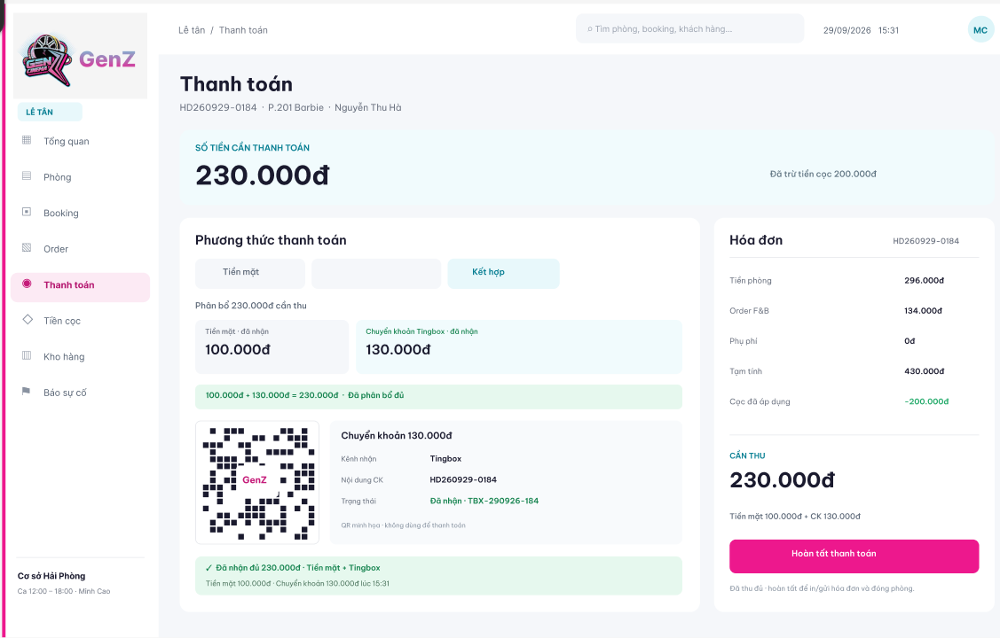 GenZ
LỄ TÂN
Tổng quan
Phòng
Booking
Order
Thanh toán
Tiền cọc
Kho hàng
Báo sự cố
Cơ sở Hải Phòng
Ca 12:00 – 18:00 · Minh Cao
Lễ tân / Thanh toán
Tìm phòng, booking, khách hàng...
29/09/2026 15:31
MC
Thanh toán
HD260929-0184 · P.201 Barbie · Nguyễn Thu Hà
SỐ TIỀN CẦN THANH TOÁN
230.000đ
Đã trừ tiền cọc 200.000đ
Phương thức thanh toán
Tiền mặt
Kết hợp
Phân bổ 230.000đ cần thu
Tiền mặt · đã nhận
100.000đ
Chuyển khoản Tingbox · đã nhận
130.000đ
100.000đ + 130.000đ = 230.000đ · Đã phân bổ đủ
GenZ
Chuyển khoản 130.000đ
Kênh nhận Tingbox
Nội dung CK HD260929-0184
Trạng thái Đã nhận · TBX-290926-184
QR minh họa · không dùng để thanh toán
✓ Đã nhận đủ 230.000đ · Tiền mặt + Tingbox
Tiền mặt 100.000đ · Chuyển khoản 130.000đ lúc 15:31
Hóa đơn HD260929-0184
Tiền phòng 296.000đ
Order F&B 134.000đ
Phụ phí 0đ
Tạm tính 430.000đ
Cọc đã áp dụng -200.000đ
CẦN THU
230.000đ
Tiền mặt 100.000đ + CK 130.000đ
Hoàn tất thanh toán
Đã thu đủ · hoàn tất để in/gửi hóa đơn và đóng phòng.